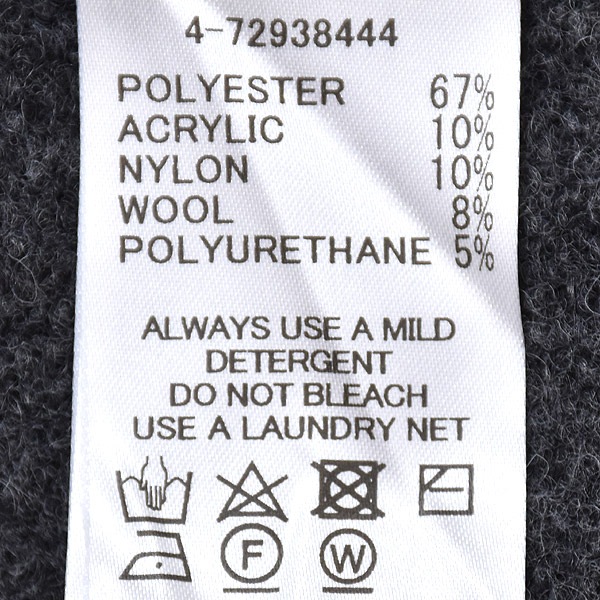 4-72938444
POLYESTER 67%
ACRYLIC 10%
NYLON 10%
WOOL 8%
POLYURETHANE 5%
ALWAYS USE A MILD
DETERGENT
DO NOT BLEACH
USE A LAUNDRY NET
F W